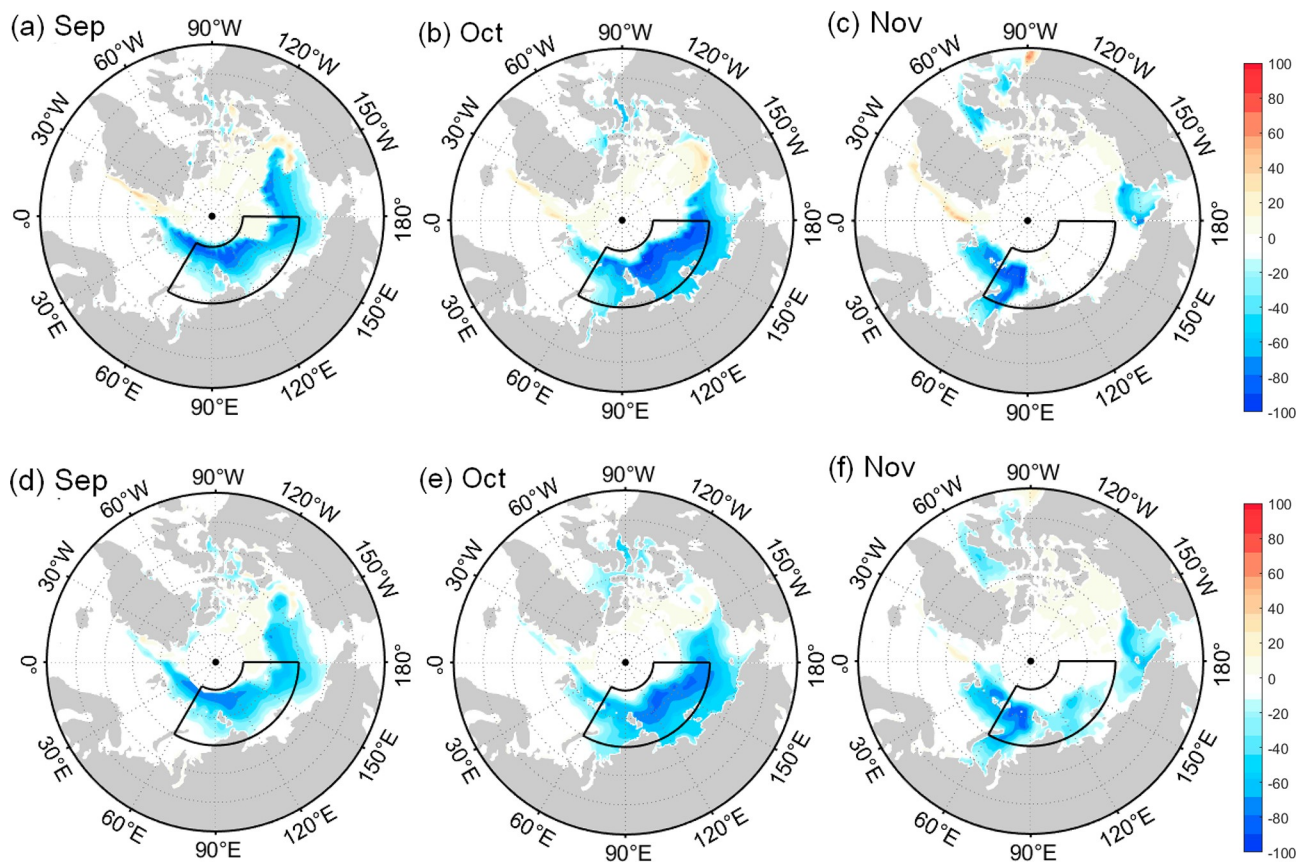 (a) Sep
90°W
60°W
120°W
30°W
150°W
0°
180°
30°E
150°E
60°E
120°E
90°E
(b) Oct
90°W
60°W
120°W
30°W
150°W
0°
180°
30°E
150°E
60°E
120°E
90°E
(c) Nov
90°W
60°W
120°W
30°W
150°W
0°
180°
30°E
150°E
60°E
120°E
90°E
100
80
60
40
20
0
-20
-40
-60
-80
-100
(d) Sep
90°W
60°W
120°W
30°W
150°W
0°
180°
30°E
150°E
60°E
120°E
90°E
(e) Oct
90°W
60°W
120°W
30°W
150°W
0°
180°
30°E
150°E
60°E
120°E
90°E
(f) Nov
90°W
60°W
120°W
30°W
150°W
0°
180°
30°E
150°E
60°E
120°E
90°E
100
80
60
40
20
0
-20
-40
-60
-80
-100